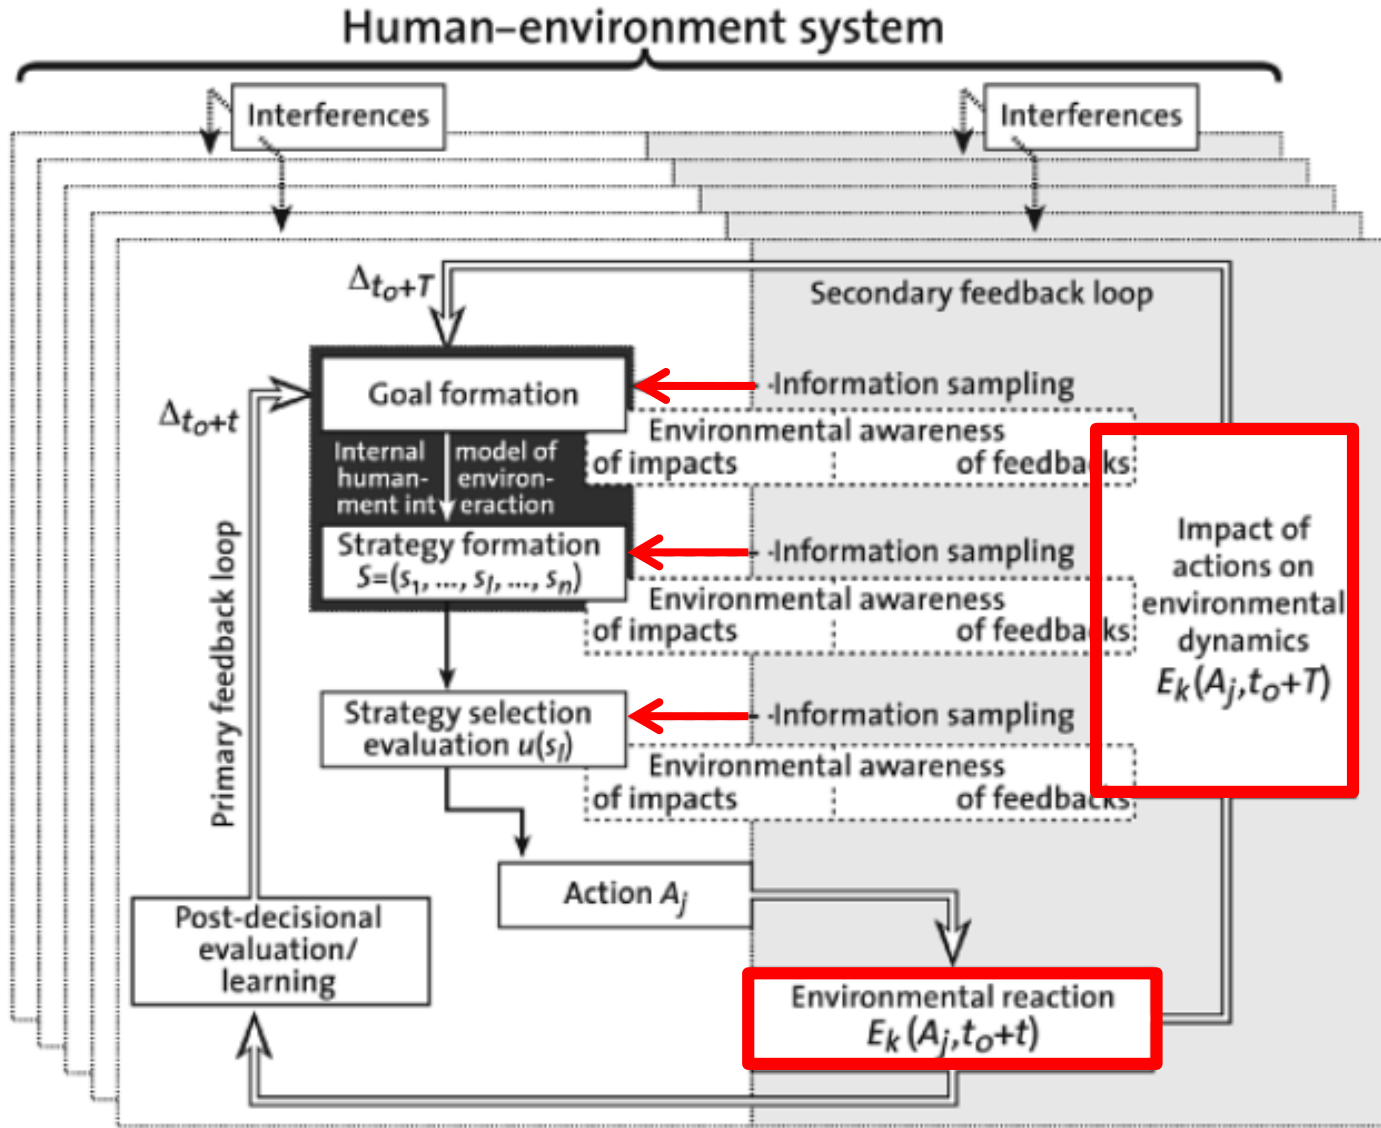 Human–environment system
Interferences
Interferences
Δto+T
Secondary feedback loop
Goal formation
-Information sampling
Δto+t
Environmental awareness
of impacts
of feedbacks
Internal model of
human-environ-
ment interaction
Strategy formation
S=(s1, ..., sl, ..., sn)
-Information sampling
Environmental awareness
of impacts
of feedbacks
Impact of
actions on
environmental
dynamics
Ek(Aj,to+T)
Primary feedback loop
Strategy selection
evaluation u(sl)
-Information sampling
Environmental awareness
of impacts
of feedbacks
Action Aj
Post-decisional
evaluation/
learning
Environmental reaction
Ek(Aj,to+t)